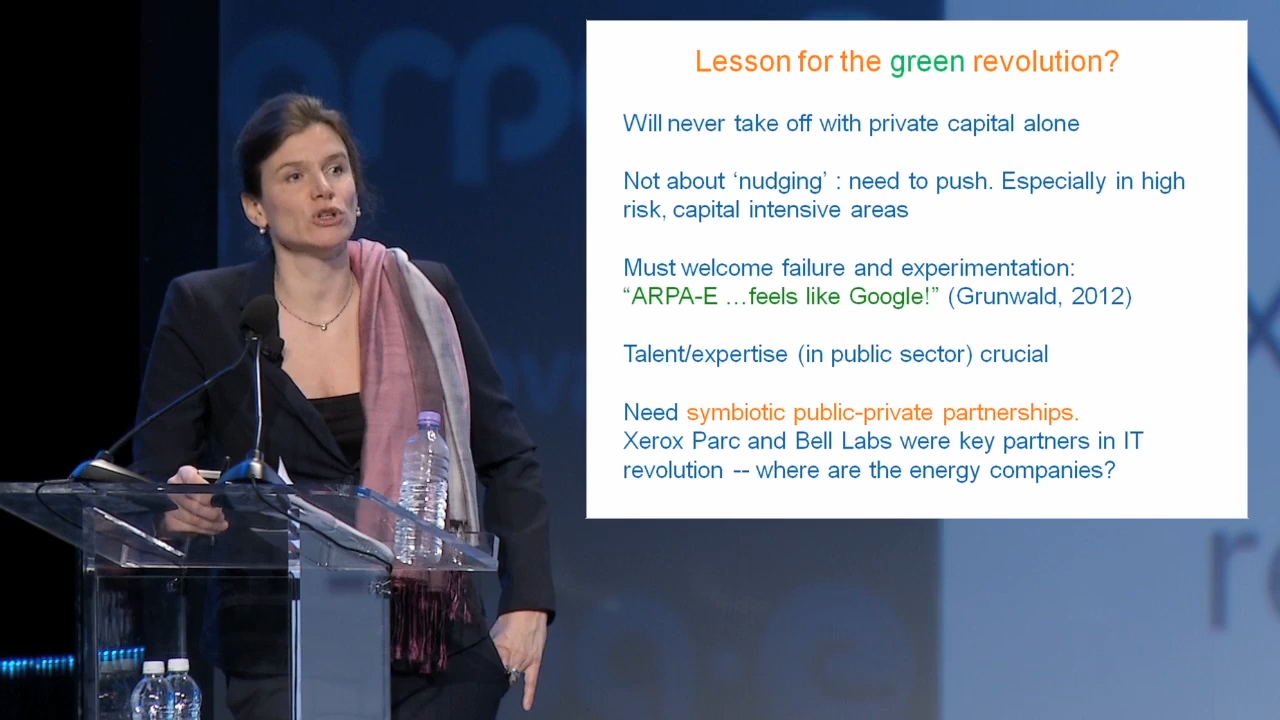 Lesson for the green revolution?
Will never take off with private capital alone
Not about ‘nudging’ : need to push. Especially in high
risk, capital intensive areas
Must welcome failure and experimentation:
“ARPA-E …feels like Google!” (Grunwald, 2012)
Talent/expertise (in public sector) crucial
Need symbiotic public-private partnerships.
Xerox Parc and Bell Labs were key partners in IT
revolution -- where are the energy companies?
arp